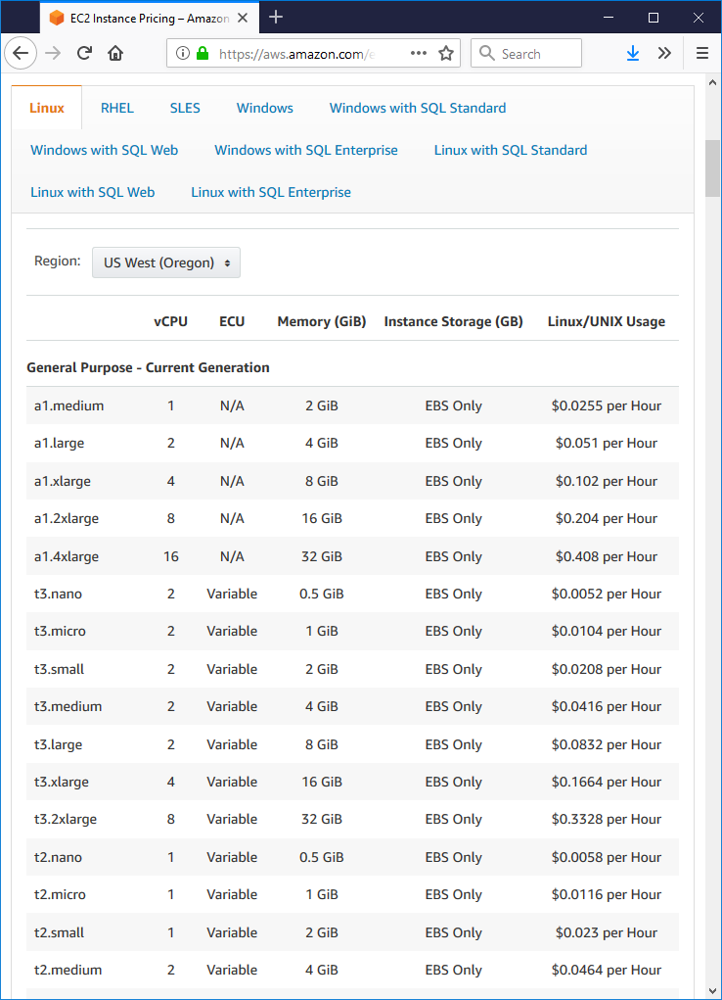 EC2 Instance Pricing – Amazon
https://aws.amazon.com/e
Search
Linux RHEL SLES Windows Windows with SQL Standard
Windows with SQL Web Windows with SQL Enterprise Linux with SQL Standard
Linux with SQL Web Linux with SQL Enterprise
Region: US West (Oregon)
vCPU ECU Memory (GiB) Instance Storage (GB) Linux/UNIX Usage
General Purpose - Current Generation
a1.medium 1 N/A 2 GiB EBS Only $0.0255 per Hour
a1.large 2 N/A 4 GiB EBS Only $0.051 per Hour
a1.xlarge 4 N/A 8 GiB EBS Only $0.102 per Hour
a1.2xlarge 8 N/A 16 GiB EBS Only $0.204 per Hour
a1.4xlarge 16 N/A 32 GiB EBS Only $0.408 per Hour
t3.nano 2 Variable 0.5 GiB EBS Only $0.0052 per Hour
t3.micro 2 Variable 1 GiB EBS Only $0.0104 per Hour
t3.small 2 Variable 2 GiB EBS Only $0.0208 per Hour
t3.medium 2 Variable 4 GiB EBS Only $0.0416 per Hour
t3.large 2 Variable 8 GiB EBS Only $0.0832 per Hour
t3.xlarge 4 Variable 16 GiB EBS Only $0.1664 per Hour
t3.2xlarge 8 Variable 32 GiB EBS Only $0.3328 per Hour
t2.nano 1 Variable 0.5 GiB EBS Only $0.0058 per Hour
t2.micro 1 Variable 1 GiB EBS Only $0.0116 per Hour
t2.small 1 Variable 2 GiB EBS Only $0.023 per Hour
t2.medium 2 Variable 4 GiB EBS Only $0.0464 per Hour